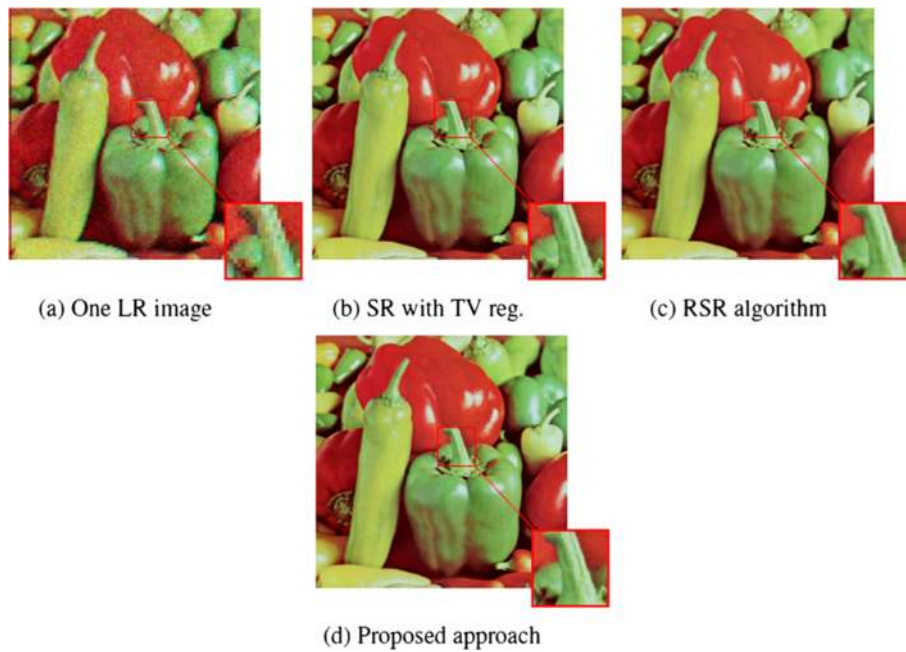 (a) One LR image
(b) SR with TV reg.
(c) RSR algorithm
(d) Proposed approach